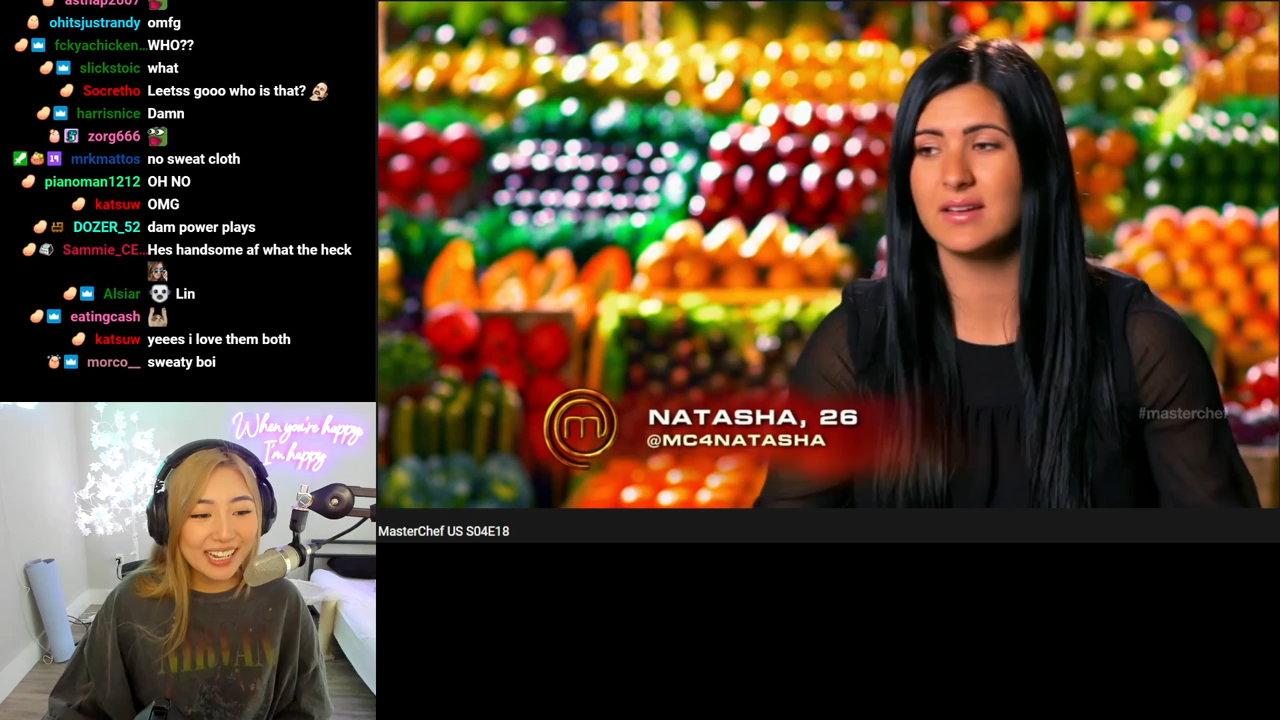 asthap2007
ohitsjustrandy omfg
fckyachicken… WHO??
slickstoic what
Socretho Leetss gooo who is that?
harrisnice Damn
zorg666
mrkmattos no sweat cloth
pianoman1212 OH NO
katsuw OMG
DOZER_52 dam power plays
Sammie_CE… Hes handsome af what the heck
Alsiar Lin
eatingcash
katsuw yeees i love them both
morco__ sweaty boi
When you're happy
I'm happy
NIRVAN
NATASHA, 26
@MC4NATASHA
#masterchef
MasterChef US S04E18